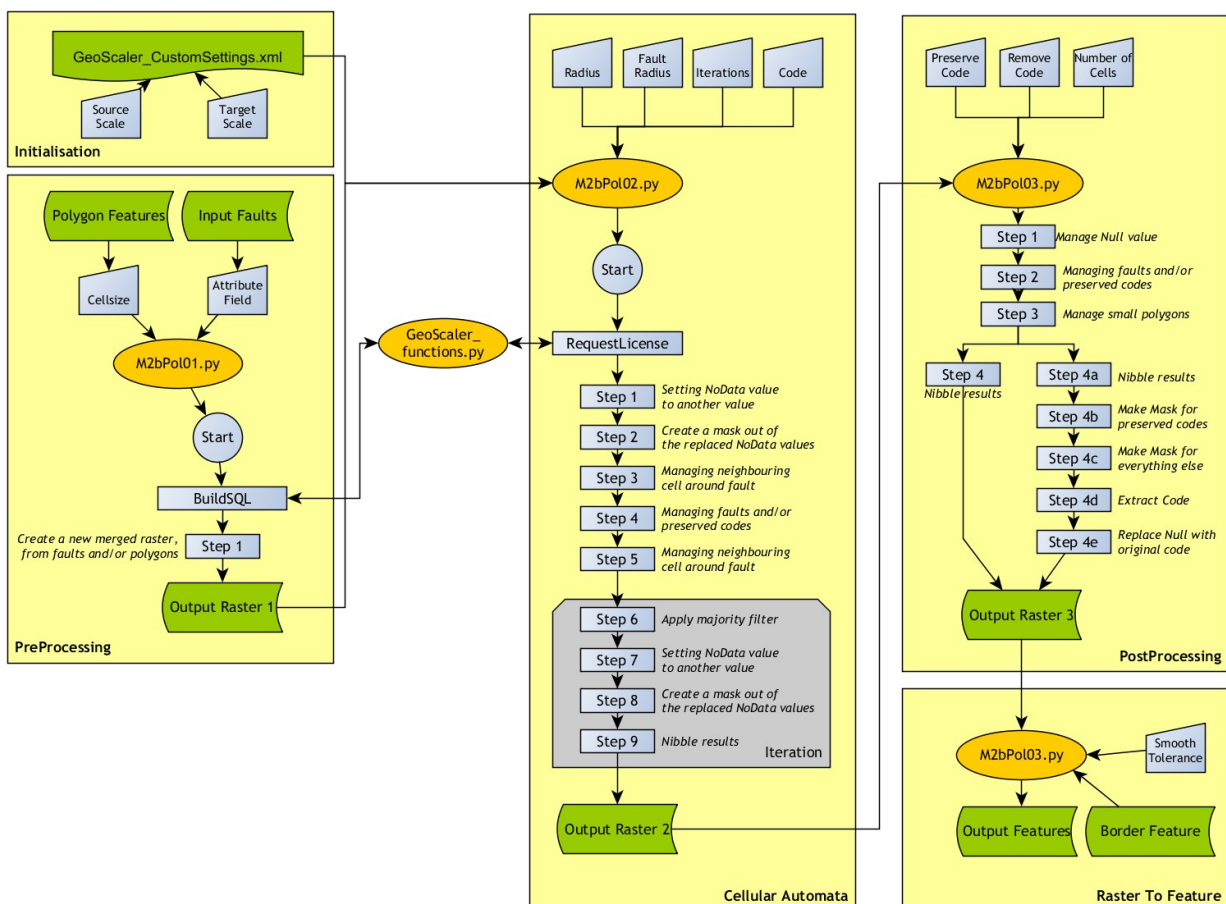 GeoScaler_CustomSettings.xml
Source
Scale
Target
Scale
Initialisation
Polygon Features
Input Faults
Cellsize
Attribute
Field
M2bPol01.py
Start
BuildSQL
Create a new merged raster,
from faults and/or polygons
Step 1
Output Raster 1
PreProcessing
GeoScaler_
functions.py
Radius
Fault
Radius
Iterations
Code
M2bPol02.py
Start
RequestLicense
Step 1
Setting NoData value
to another value
Step 2
Create a mask out of
the replaced NoData values
Step 3
Managing neighbouring
cell around fault
Step 4
Managing faults and/or
preserved codes
Step 5
Managing neighbouring
cell around fault
Step 6
Apply majority filter
Step 7
Setting NoData value
to another value
Step 8
Create a mask out of
the replaced NoData values
Step 9
Nibble results
Iteration
Output Raster 2
Cellular Automata
Preserve
Code
Remove
Code
Number of
Cells
M2bPol03.py
Step 1
Manage Null value
Step 2
Managing faults and/or
preserved codes
Step 3
Manage small polygons
Step 4
Nibble results
Step 4a
Nibble results
Step 4b
Make Mask for
preserved codes
Step 4c
Make Mask for
everything else
Step 4d
Extract Code
Step 4e
Replace Null with
original code
Output Raster 3
PostProcessing
M2bPol03.py
Smooth
Tolerance
Output Features
Border Feature
Raster To Feature